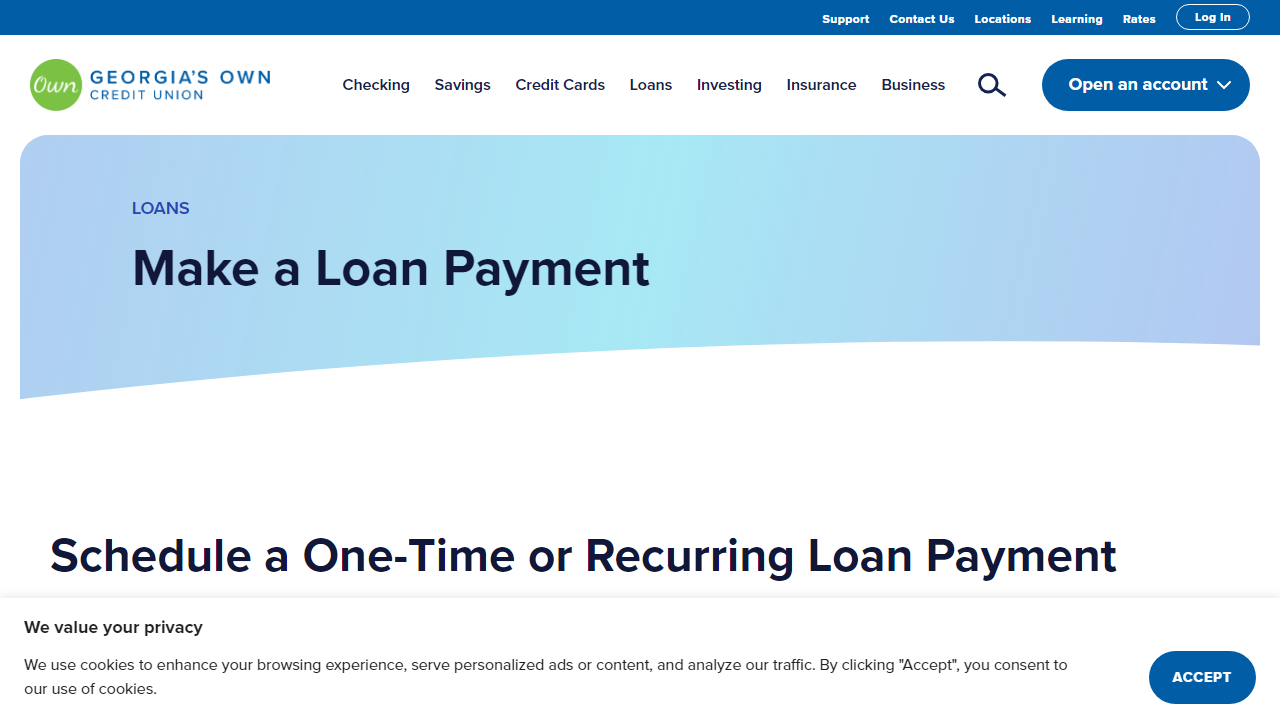 Support Contact Us Locations Learning Rates Log In
Own GEORGIA'S OWN
CREDIT UNION
Checking Savings Credit Cards Loans Investing Insurance Business Open an account
LOANS
Make a Loan Payment
Schedule a One-Time or Recurring Loan Payment
We value your privacy
We use cookies to enhance your browsing experience, serve personalized ads or content, and analyze our traffic. By clicking "Accept", you consent to
our use of cookies.
ACCEPT